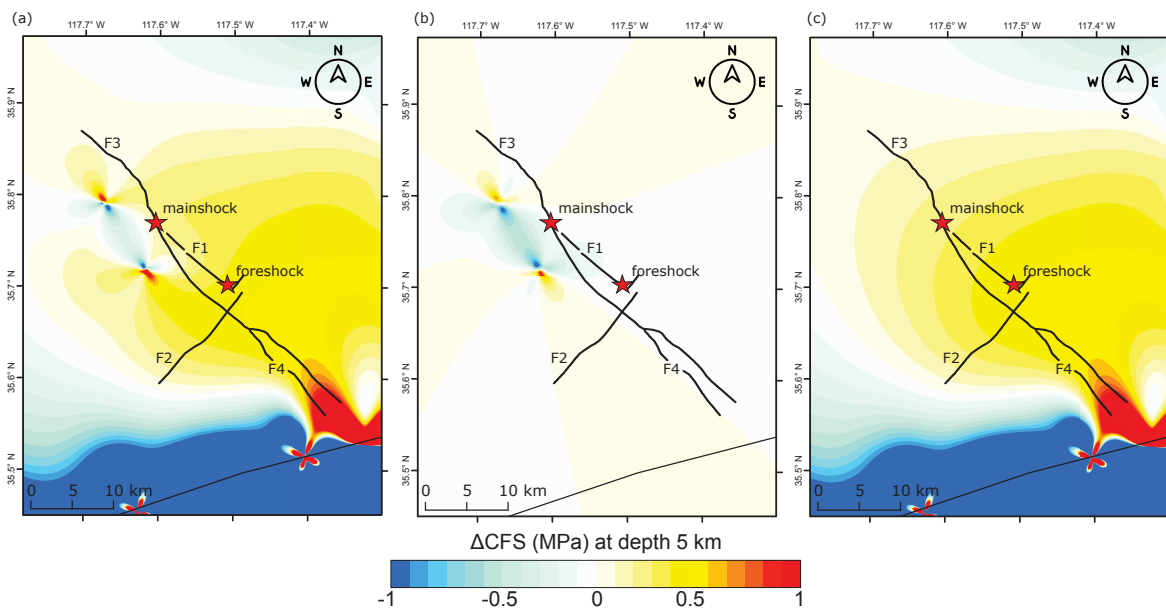 (a) 117.7° W 117.6° W 117.5° W 117.4° W
35.9° N
35.8° N
35.7° N
35.6° N
35.5° N
N
W E
S
F3
mainshock
F1
foreshock
F2
F4
0 5 10 km
(b) 117.7° W 117.6° W 117.5° W 117.4° W
35.9° N
35.8° N
35.7° N
35.6° N
35.5° N
N
W E
S
F3
mainshock
F1
foreshock
F2
F4
0 5 10 km
(c) 117.7° W 117.6° W 117.5° W 117.4° W
35.9° N
35.8° N
35.7° N
35.6° N
35.5° N
N
W E
S
F3
mainshock
F1
foreshock
F2
F4
0 5 10 km
ΔCFS (MPa) at depth 5 km
-1 -0.5 0 0.5 1